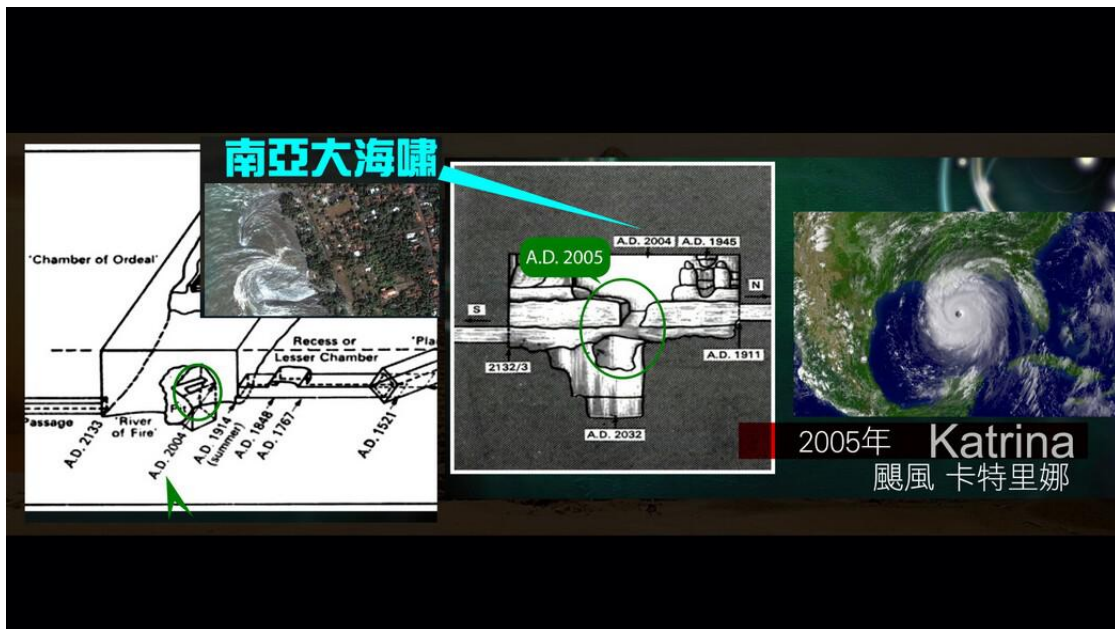 南亞大海嘯
'Chamber of Ordeal'
Recess or
Lesser Chamber
Passage
'River
of Fire'
A.D. 2133
A.D. 2004
A.D. 1914
(summer)
A.D. 1848
A.D. 1767
A.D. 1521
A.D. 2005
A.D. 2004
A.D. 1945
S
N
2132/3
A.D. 1911
A.D. 2032
2005年 Katrina
颶風 卡特里娜